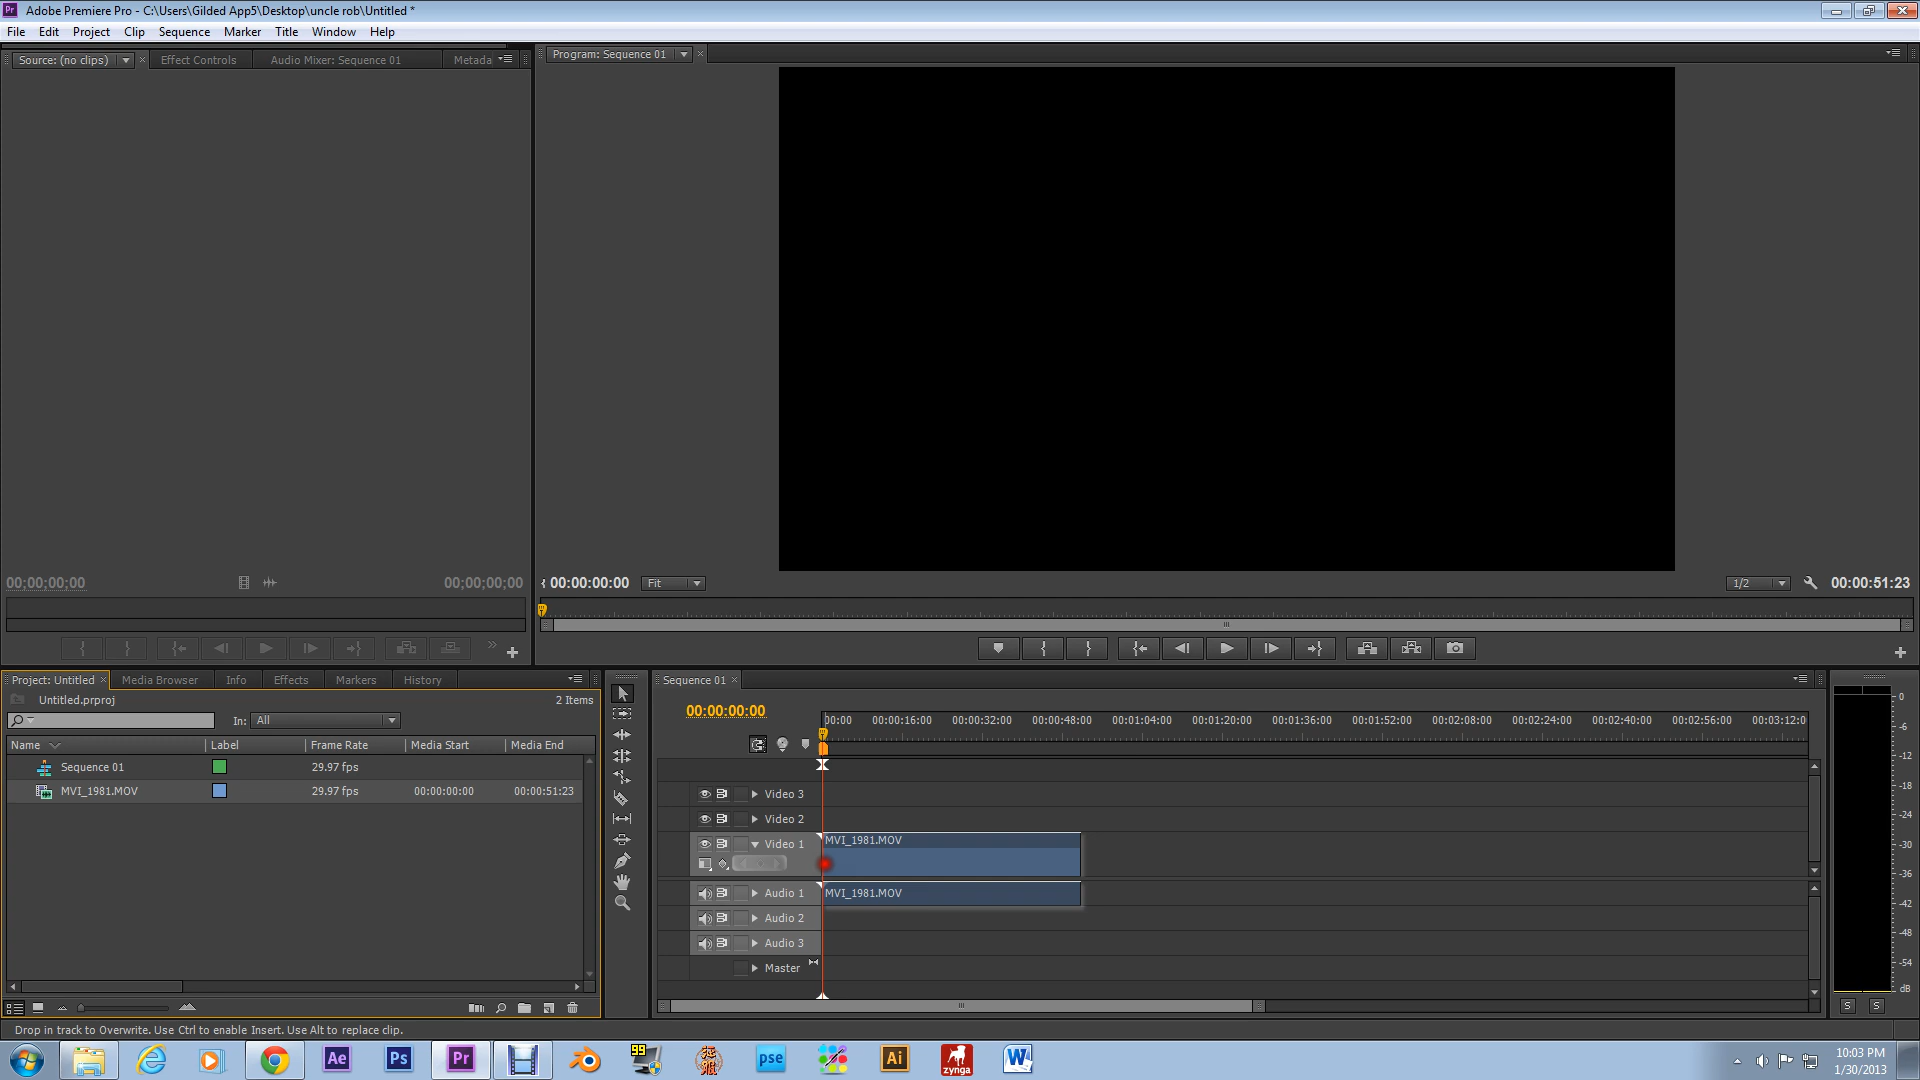 Adobe Premiere Pro - C:\Users\Gilded App5\Desktop\uncle rob\Untitled *
File Edit Project Clip Sequence Marker Title Window Help
Source: (no clips) Effect Controls Audio Mixer: Sequence 01 Metada
Program: Sequence 01
00;00;00;00 00;00;00;00
00:00:00:00 Fit 1/2 00:00:51:23
Project: Untitled Media Browser Info Effects Markers History
Untitled.prproj 2 Items
In: All
Name Label Frame Rate Media Start Media End
Sequence 01 29.97 fps
MVI_1981.MOV 29.97 fps 00:00:00:00 00:00:51:23
Sequence 01
00:00:00:00
00:00 00:00:16:00 00:00:32:00 00:00:48:00 00:01:04:00 00:01:20:00 00:01:36:00 00:01:52:00 00:02:08:00 00:02:24:00 00:02:40:00 00:02:56:00 00:03:12:0
Video 3
Video 2
Video 1 MVI_1981.MOV
Audio 1 MVI_1981.MOV
Audio 2
Audio 3
Master
0
-6
-12
-18
-24
-30
-36
-42
-48
-54
dB
S S
Drop in track to Overwrite. Use Ctrl to enable Insert. Use Alt to replace clip.
Ae Ps Pr 99 pse Ai zynga W
10:03 PM
1/30/2013